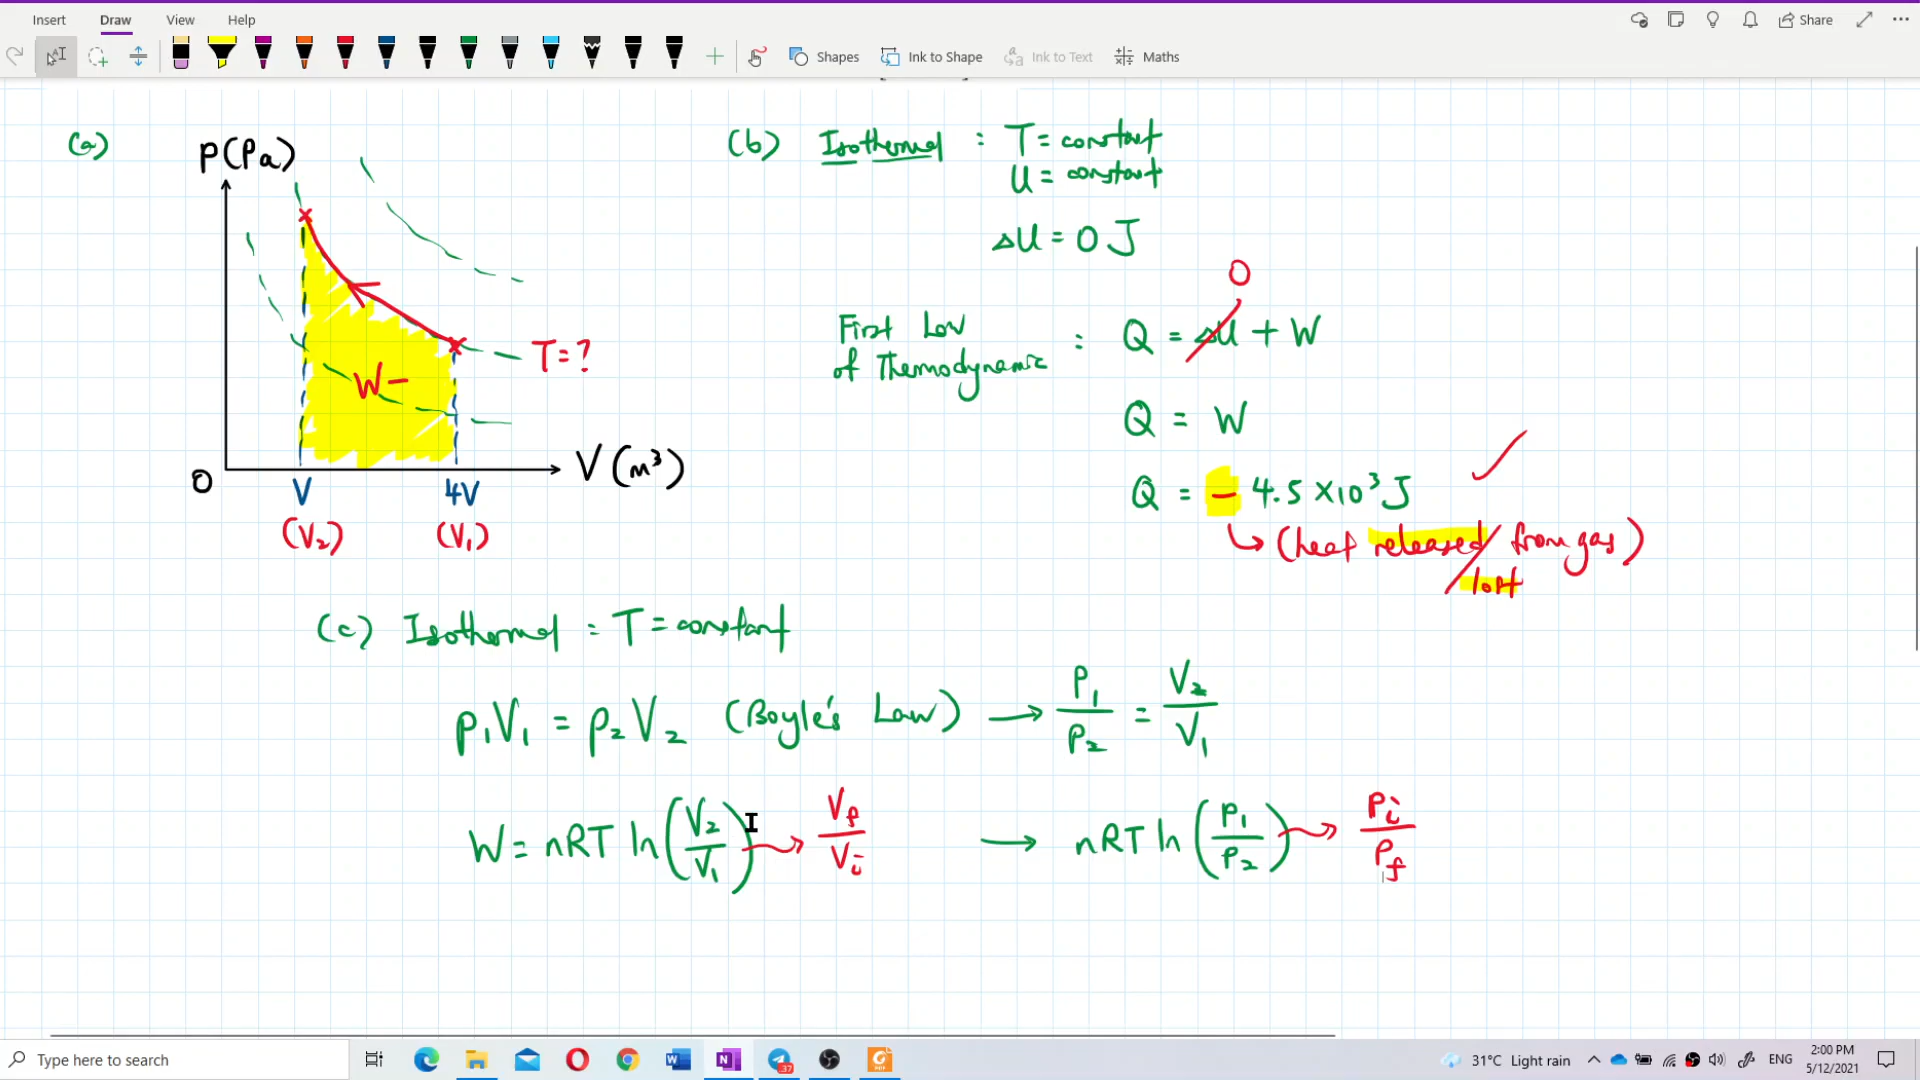 Insert Draw View Help Share
Shapes Ink to Shape Ink to Text Maths
(a)
P(Pa)
T=?
W-
V(m³)
O
V 4V
(V₂) (V₁)
(b) Isothermal : T = constant
U = constant
ΔU = 0 J
0
First Law
of Thermodynamic : Q = ΔU + W
Q = W
Q = - 4.5 ×10³ J
(heat released/ from gas)
/lost
(c) Isothermal : T = constant
P₁V₁ = P₂V₂ (Boyle's Law) → P₁/P₂ = V₂/V₁
W = nRT ln(V₂/V₁) → Vf/Vi → nRT ln(P₁/P₂) → Pi/Pf
Type here to search
37
31°C Light rain
ENG
2:00 PM
5/12/2021